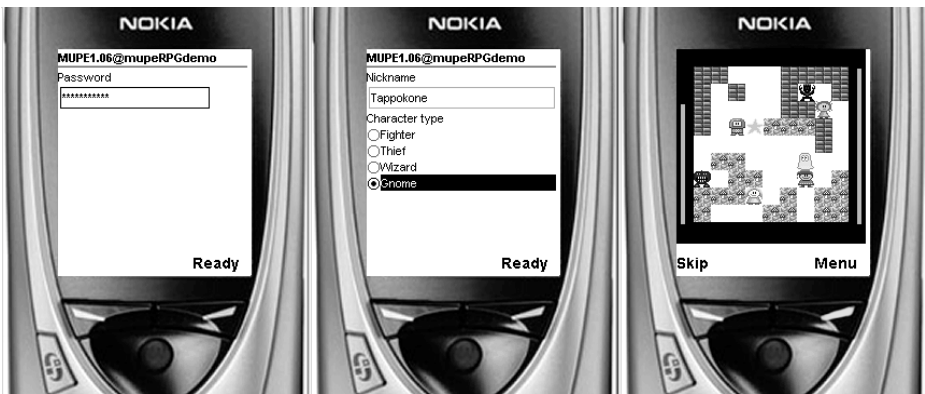 NOKIA
MUPE1.06@mupeRPGdemo
Password
***********
Ready
NOKIA
MUPE1.06@mupeRPGdemo
Nickname
Tappokone
Character type
Fighter
Thief
Wizard
Gnome
Ready
NOKIA
Skip Menu